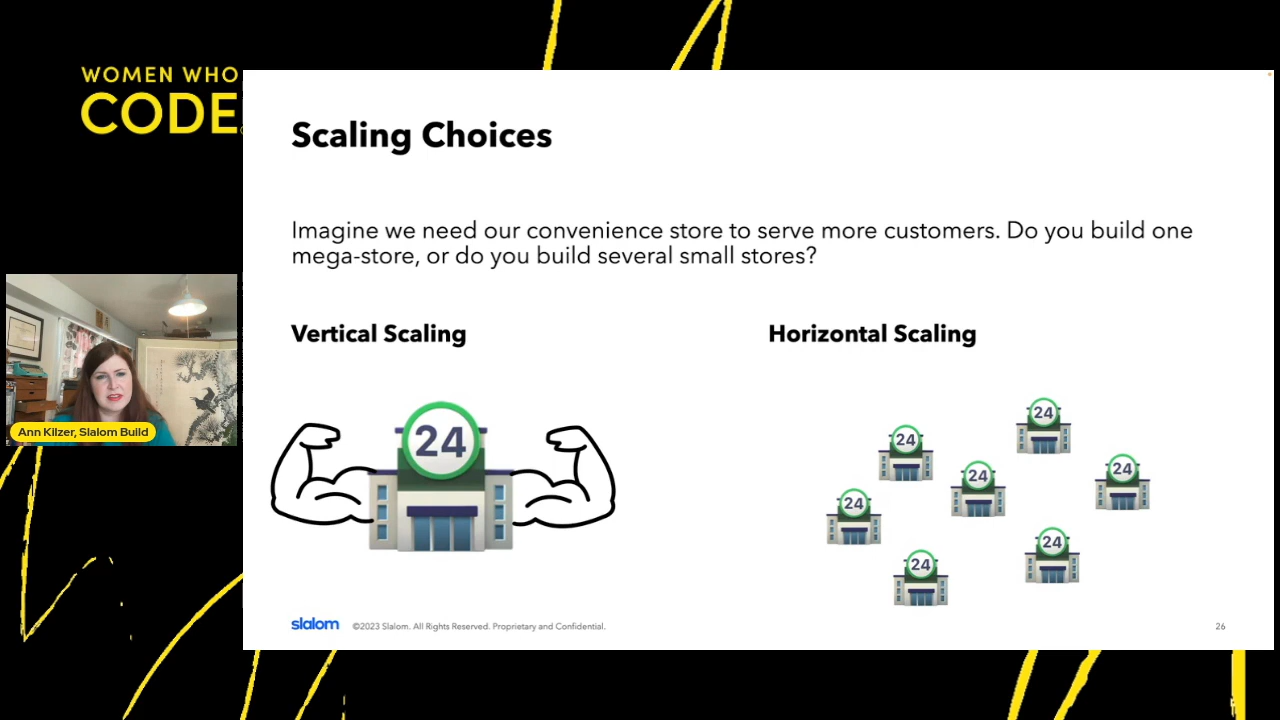 WOMEN WHO
CODE
Scaling Choices
Imagine we need our convenience store to serve more customers. Do you build one
mega-store, or do you build several small stores?
Vertical Scaling
Horizontal Scaling
24
24
24
24
24
24
24
24
Ann Kilzer, Slalom Build
slalom
©2023 Slalom. All Rights Reserved. Proprietary and Confidential.
26